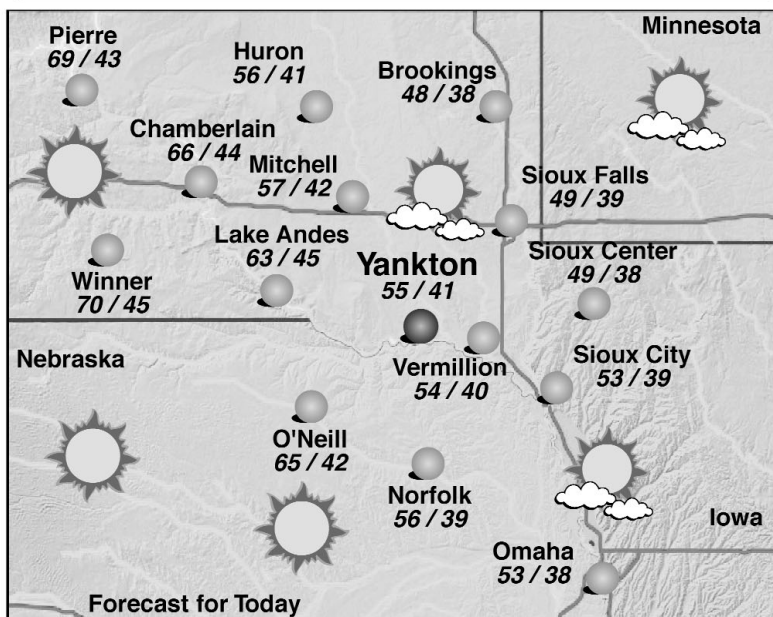 Minnesota
Pierre
69 / 43
Huron
56 / 41
Brookings
48 / 38
Chamberlain
66 / 44
Mitchell
57 / 42
Sioux Falls
49 / 39
Lake Andes
63 / 45
Winner
70 / 45
Yankton
55 / 41
Sioux Center
49 / 38
Nebraska
Vermillion
54 / 40
Sioux City
53 / 39
O'Neill
65 / 42
Norfolk
56 / 39
Iowa
Omaha
53 / 38
Forecast for Today